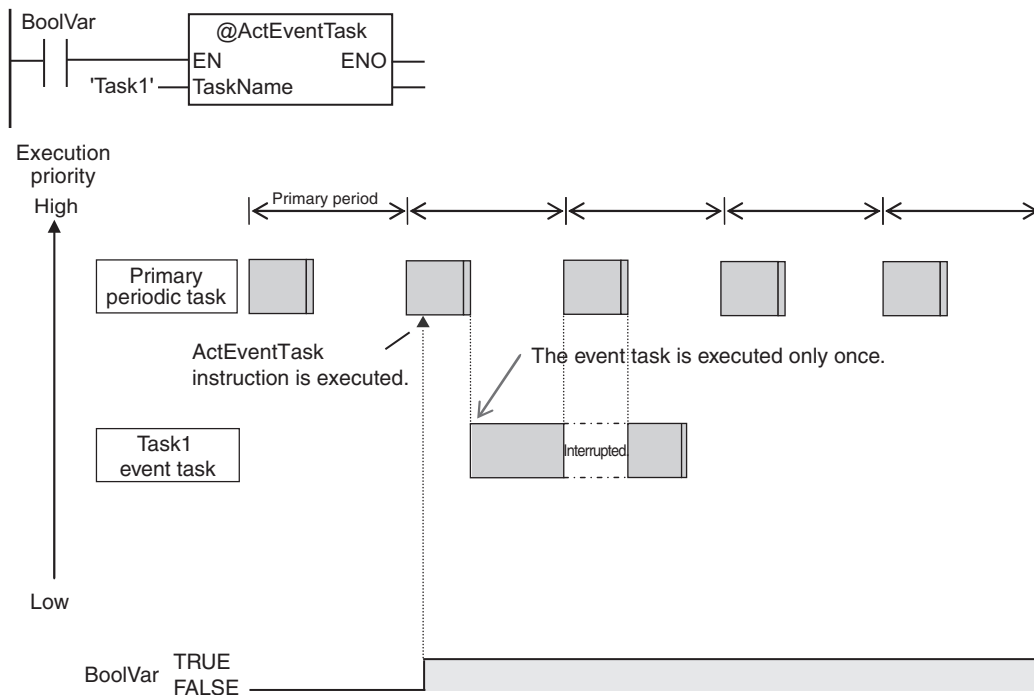 BoolVar
@ActEventTask
EN ENO
'Task1' TaskName
Execution
priority
High
Primary period
Primary
periodic task
ActEventTask
instruction is executed.
The event task is executed only once.
Task1
event task
Interrupted.
Low
BoolVar TRUE
FALSE